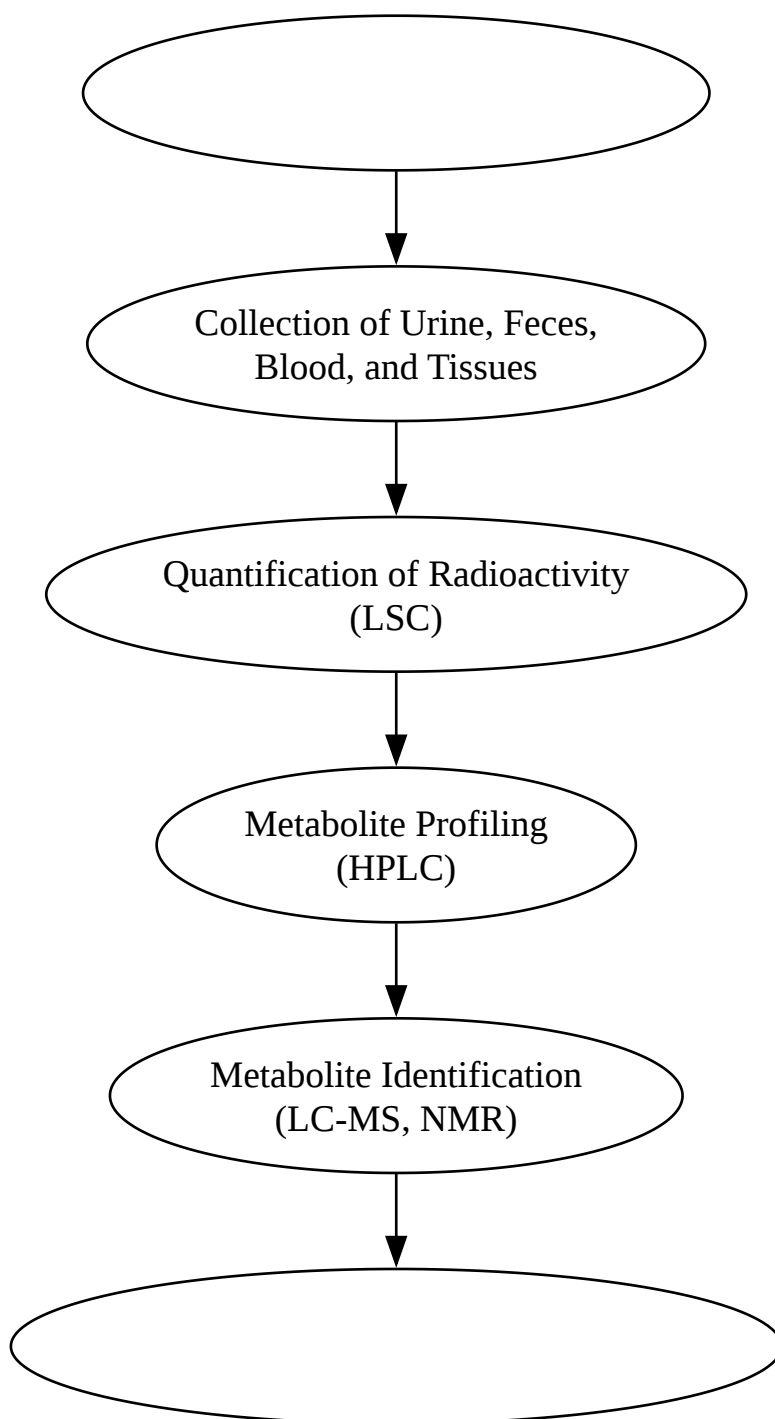 Collection of Urine, Feces,
Blood, and Tissues
Quantification of Radioactivity
(LSC)
Metabolite Profiling
(HPLC)
Metabolite Identification
(LC-MS, NMR)